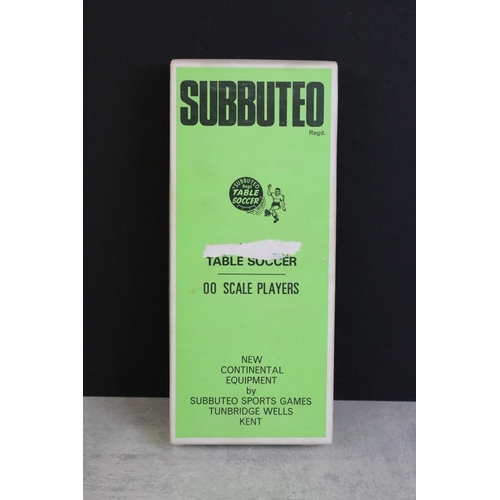 SUBBUTEO
Regd.
SUBBUTEO
Regd
TABLE
SOCCER
TABLE SOCCER
00 SCALE PLAYERS
NEW
CONTINENTAL
EQUIPMENT
by
SUBBUTEO SPORTS GAMES
TUNBRIDGE WELLS
KENT